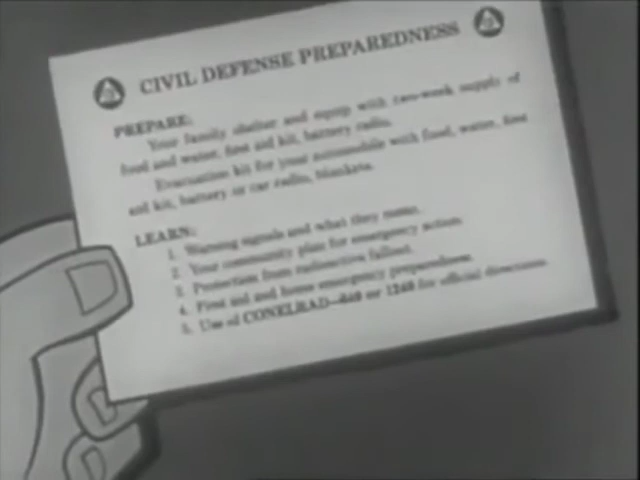 CIVIL DEFENSE PREPAREDNESS
PREPARE:
Your family shelter and equip with two-week supply of
food and water, first aid kit, battery radio.
Evacuation kit for your automobile with food, water, first
aid kit, battery or car radio, blankets.
LEARN:
1. Warning signals and what they mean.
2. Your community plan for emergency action.
3. Protection from radioactive fallout.
4. First aid and home emergency preparedness.
5. Use of CONELRAD—640 or 1240 for official directions.